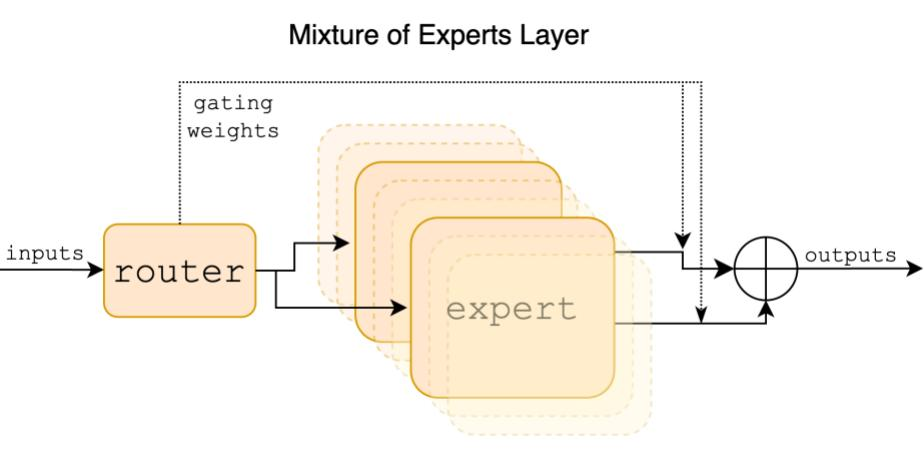 Mixture of Experts Layer
gating
weights
inputs
router
expert
outputs